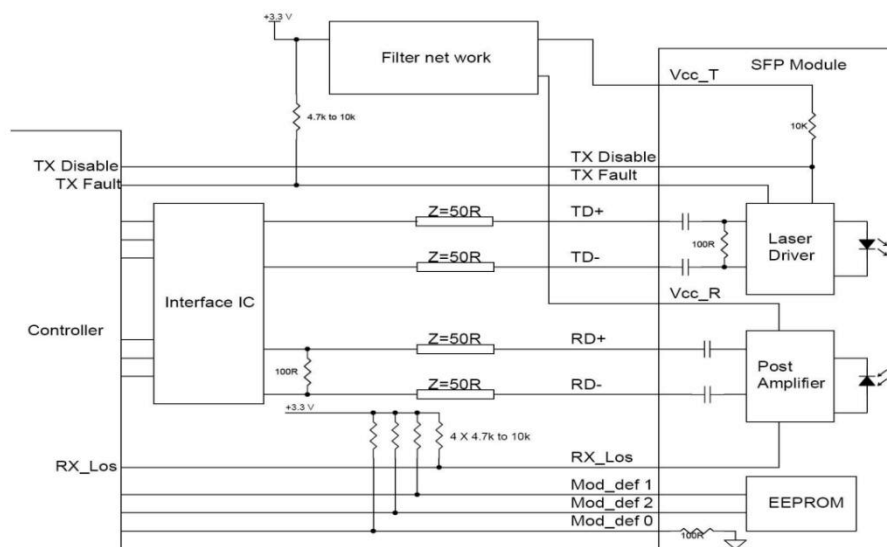 +3.3 V
Filter net work
SFP Module
Vcc_T
4.7k to 10k
10K
TX Disable
TX Disable
TX Fault
TX Fault
Z=50R
TD+
100R
Laser
Driver
Z=50R
TD-
Vcc_R
Interface IC
Controller
Z=50R
RD+
100R
Post
Amplifier
Z=50R
RD-
+3.3 V
4 X 4.7k to 10k
RX_Los
RX_Los
Mod_def 1
Mod_def 2
EEPROM
Mod_def 0
100R